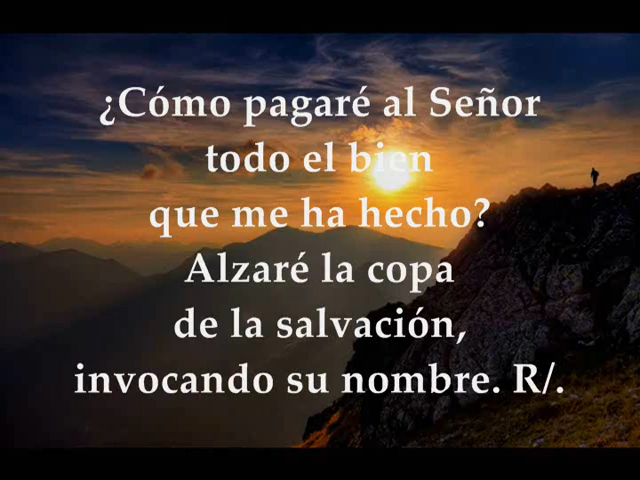 ¿Cómo pagaré al Señor
todo el bien
que me ha hecho?
Alzaré la copa
de la salvación,
invocando su nombre. R/.